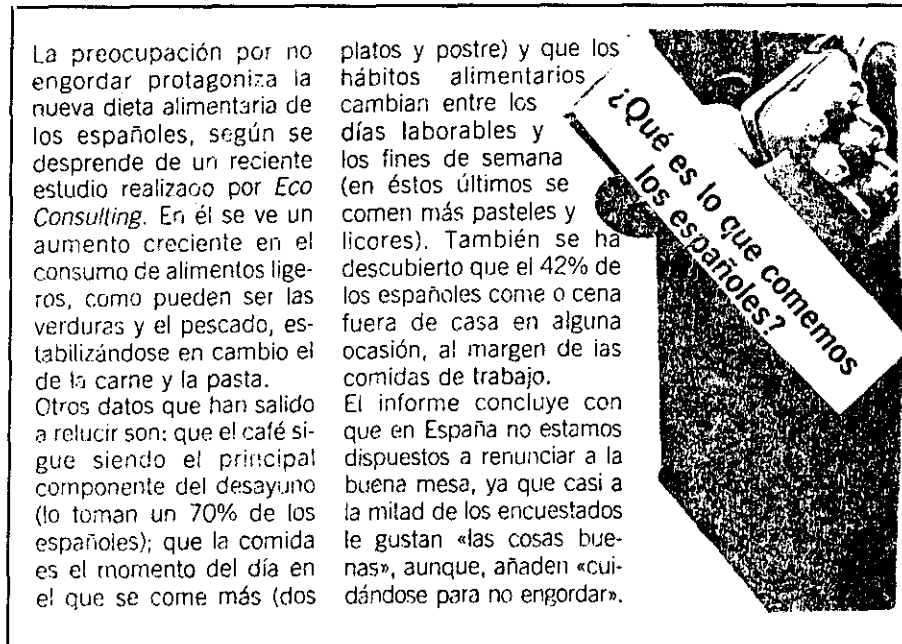 ¿Qué es lo que comemos
los españoles?
La preocupación por no
engordar protagoniza la
nueva dieta alimentaria de
los españoles, según se
desprende de un reciente
estudio realizado por Eco
Consulting. En él se ve un
aumento creciente en el
consumo de alimentos lige-
ros, como pueden ser las
verduras y el pescado, es-
tabilizándose en cambio el
de la carne y la pasta.
Otros datos que han salido
a relucir son: que el café si-
gue siendo el principal
componente del desayuno
(lo toman un 70% de los
españoles); que la comida
es el momento del día en
el que se come más (dos
platos y postre) y que los
hábitos alimentarios
cambian entre los
días laborables y
los fines de semana
(en éstos últimos se
comen más pasteles y
licores). También se ha
descubierto que el 42% de
los españoles come o cena
fuera de casa en alguna
ocasión, al margen de las
comidas de trabajo.
El informe concluye con
que en España no estamos
dispuestos a renunciar a la
buena mesa, ya que casi a
la mitad de los encuestados
le gustan «las cosas bue-
nas», aunque, añaden «cui-
dándose para no engordar».